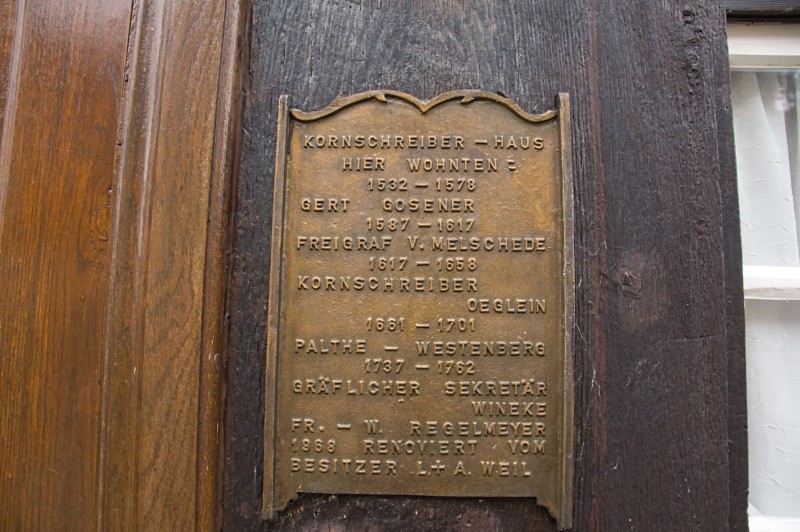 KORNSCHREIBER – HAUS
HIER WOHNTEN :
1532 – 1578
GERT GOSENER
1587 – 1617
FREIGRAF V. MELSCHEDE
1617 – 1658
KORNSCHREIBER
OEGLEIN
1661 – 1701
PALTHE – WESTENBERG
1737 – 1762
GRÄFLICHER SEKRETÄR
WINEKE
FR. – W. REGELMEYER
1968 RENOVIERT VOM
BESITZER L+A. WEIL